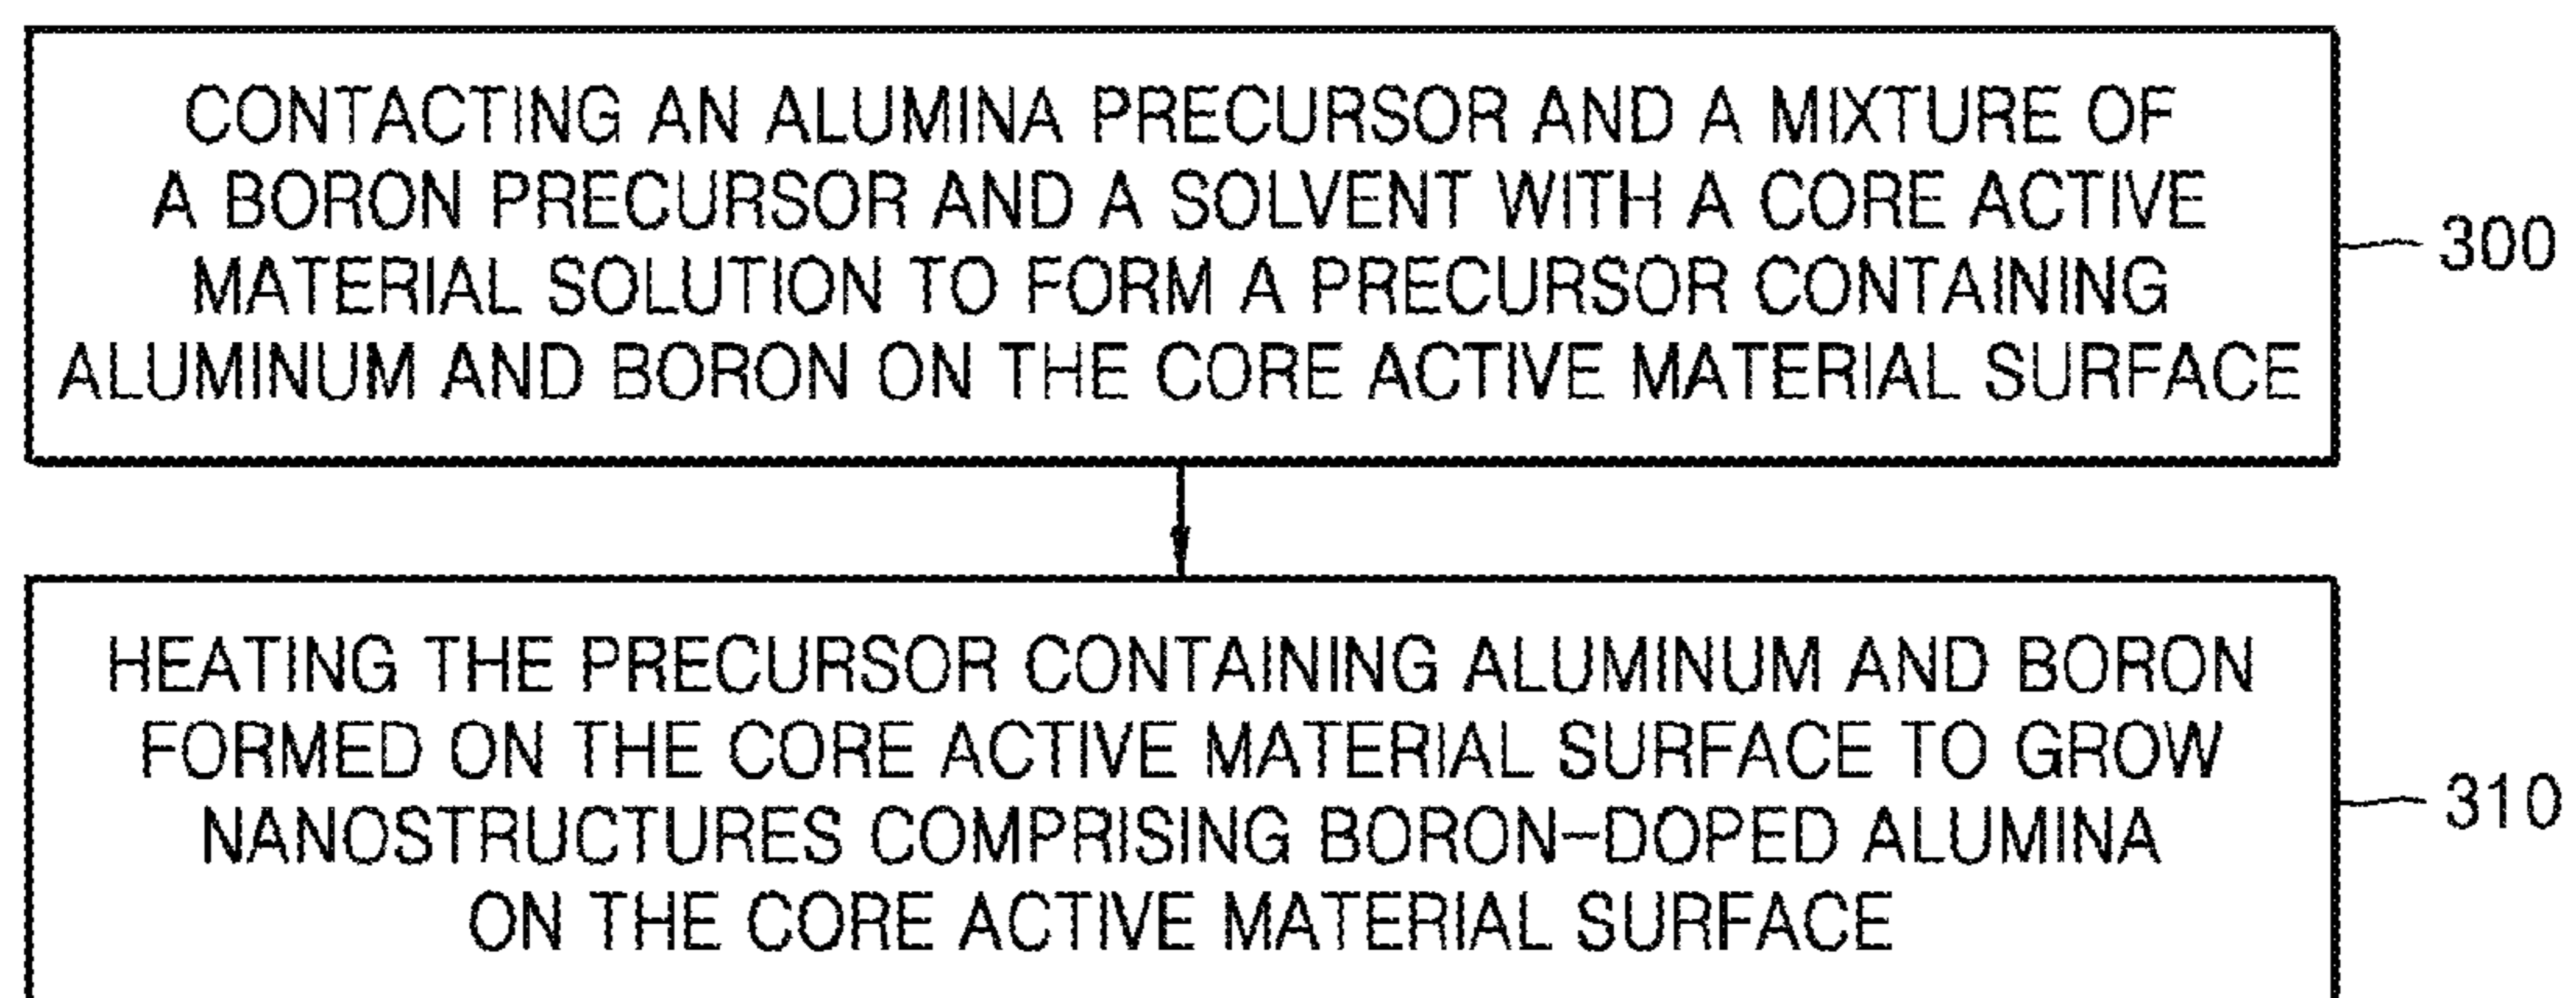 CONTACTING AN ALUMINA PRECURSOR AND A MIXTURE OF
A BORON PRECURSOR AND A SOLVENT WITH A CORE ACTIVE
MATERIAL SOLUTION TO FORM A PRECURSOR CONTAINING
ALUMINUM AND BORON ON THE CORE ACTIVE MATERIAL SURFACE
300
HEATING THE PRECURSOR CONTAINING ALUMINUM AND BORON
FORMED ON THE CORE ACTIVE MATERIAL SURFACE TO GROW
NANOSTRUCTURES COMPRISING BORON-DOPED ALUMINA
ON THE CORE ACTIVE MATERIAL SURFACE
310